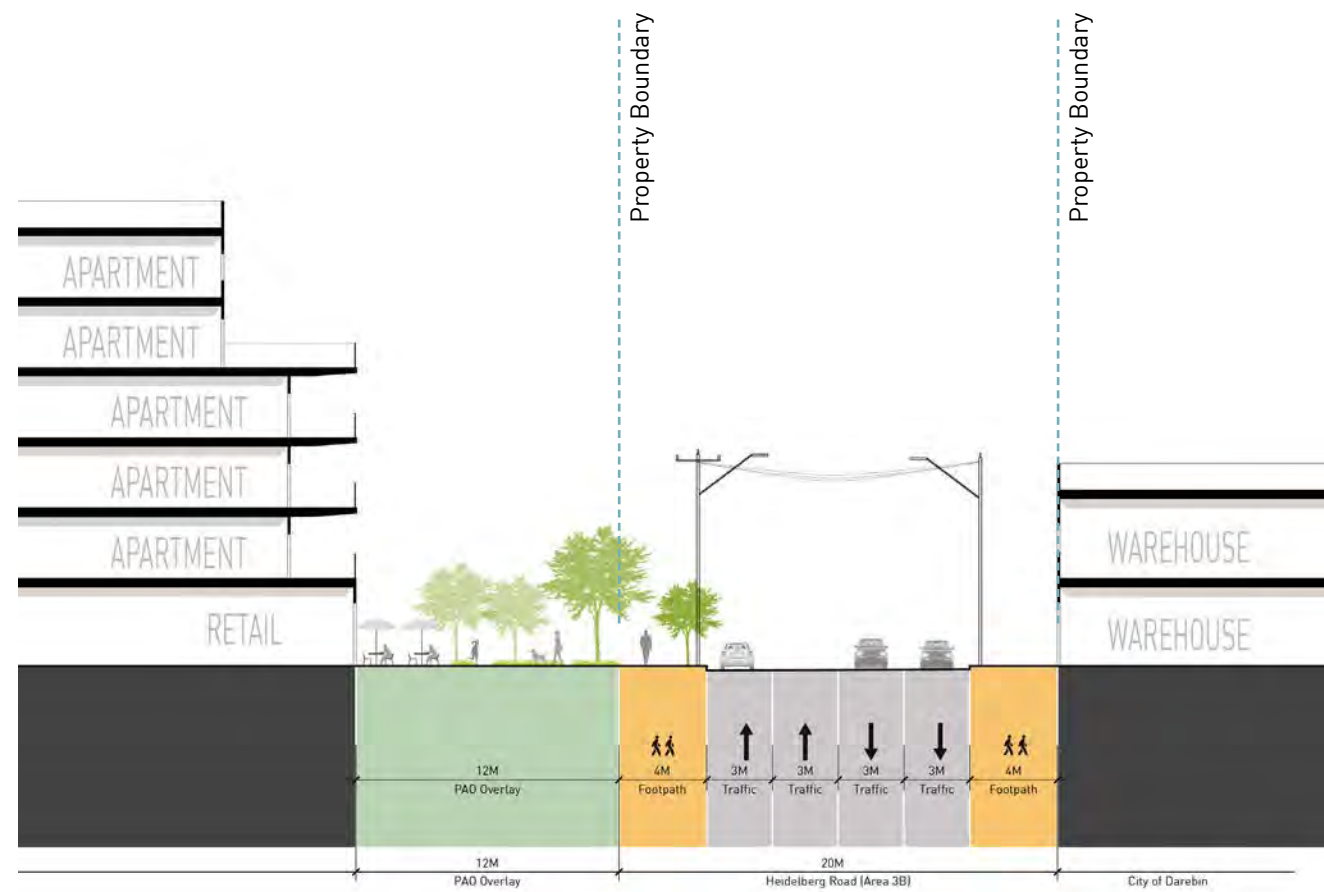 Property Boundary
Property Boundary
APARTMENT
APARTMENT
APARTMENT
APARTMENT
APARTMENT
RETAIL
WAREHOUSE
WAREHOUSE
12M
PAO Overlay
4M
Footpath
3M
Traffic
3M
Traffic
3M
Traffic
3M
Traffic
4M
Footpath
12M
PAO Overlay
20M
Heidelberg Road (Area 3B)
City of Darebin